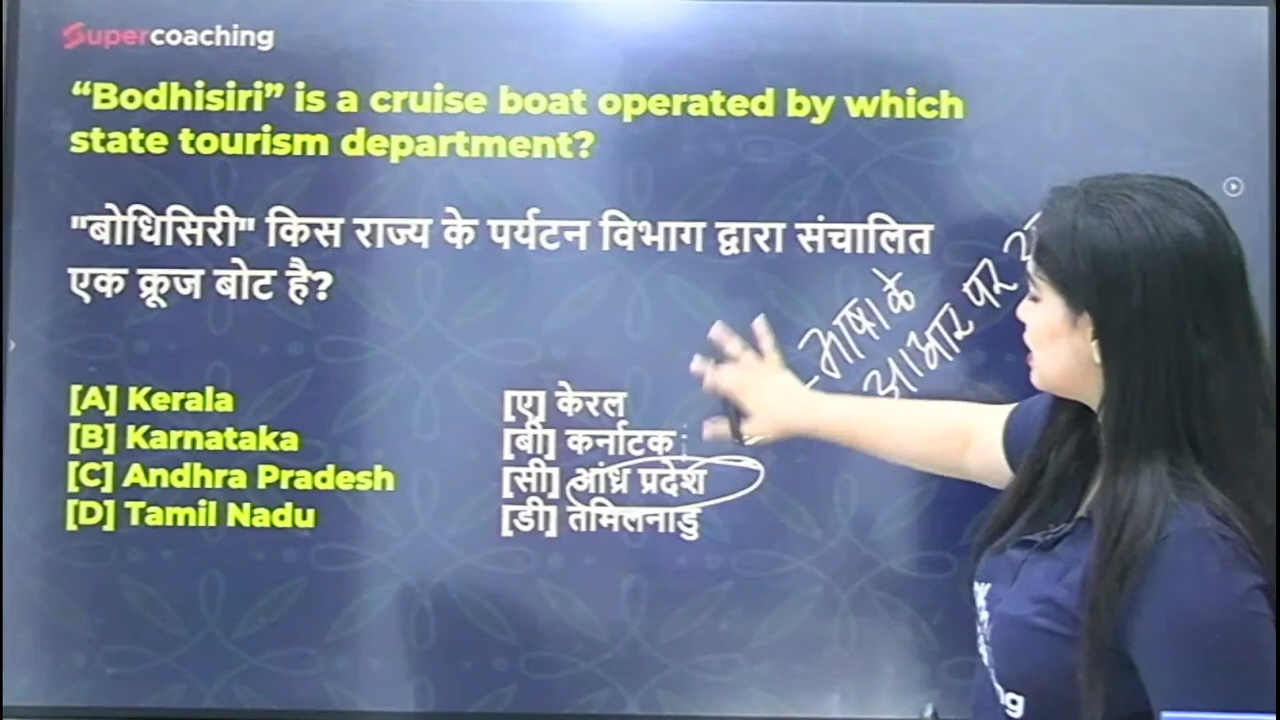 Supercoaching
“Bodhisiri” is a cruise boat operated by which
state tourism department?
"बोधिसिरी" किस राज्य के पर्यटन विभाग द्वारा संचालित
एक क्रूज बोट है?
भाषा के
आधार पर
[A] Kerala
[B] Karnataka
[C] Andhra Pradesh
[D] Tamil Nadu
[ए] केरल
[बी] कर्नाटक
[सी] आंध्र प्रदेश
[डी] तमिलनाडु